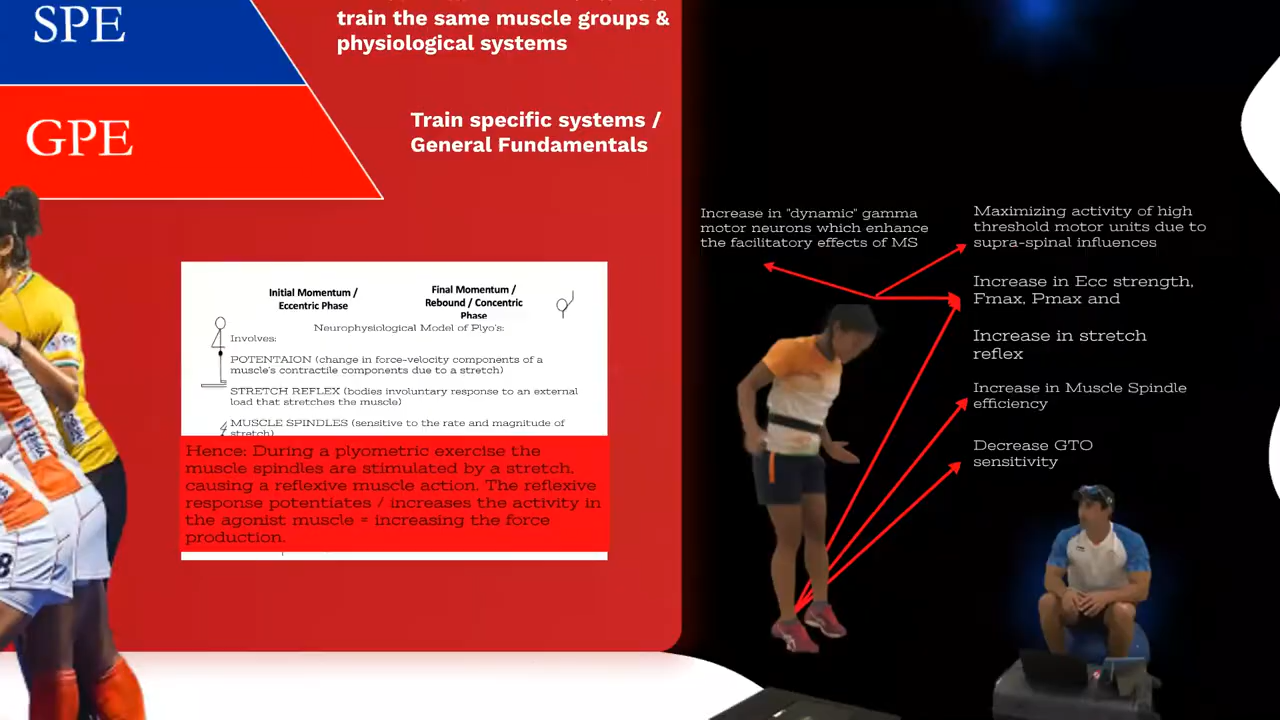 SPE
train the same muscle groups &
physiological systems
GPE
Train specific systems /
General Fundamentals
Initial Momentum /
Eccentric Phase
Final Momentum /
Rebound / Concentric
Phase
Neurophysiological Model of Plyo's:
Involves:
POTENTAION (change in force-velocity components of a
muscle's contractile components due to a stretch)
STRETCH REFLEX (bodies involuntary response to an external
load that stretches the muscle)
MUSCLE SPINDLES (sensitive to the rate and magnitude of
stretch)
Hence: During a plyometric exercise the
muscle spindles are stimulated by a stretch.
causing a reflexive muscle action. The reflexive
response potentiates / increases the activity in
the agonist muscle = increasing the force
production.
Increase in "dynamic" gamma
motor neurons which enhance
the facilitatory effects of MS
Maximizing activity of high
threshold motor units due to
supra-spinal influences
Increase in Ecc strength,
Fmax, Pmax and
Increase in stretch
reflex
Increase in Muscle Spindle
efficiency
Decrease GTO
sensitivity